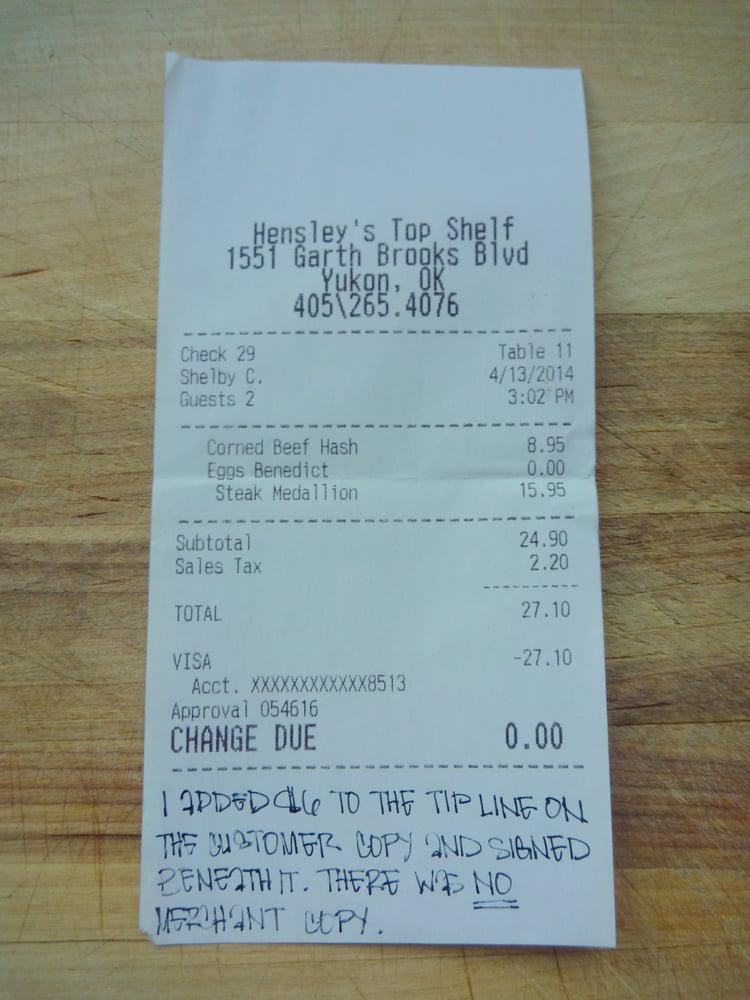 Hensley's Top Shelf
1551 Garth Brooks Blvd
Yukon, OK
405\265.4076
Check 29 Table 11
Shelby C. 4/13/2014
Guests 2 3:02 PM
Corned Beef Hash 8.95
Eggs Benedict 0.00
Steak Medallion 15.95
Subtotal 24.90
Sales Tax 2.20
TOTAL 27.10
VISA -27.10
Acct. XXXXXXXXXXXX8513
Approval 054616
CHANGE DUE 0.00
I ADDED TO THE TIP LINE ON
THE CUSTOMER COPY AND SIGNED
BENEATH IT. THERE WAS NO
MERCHANT COPY.